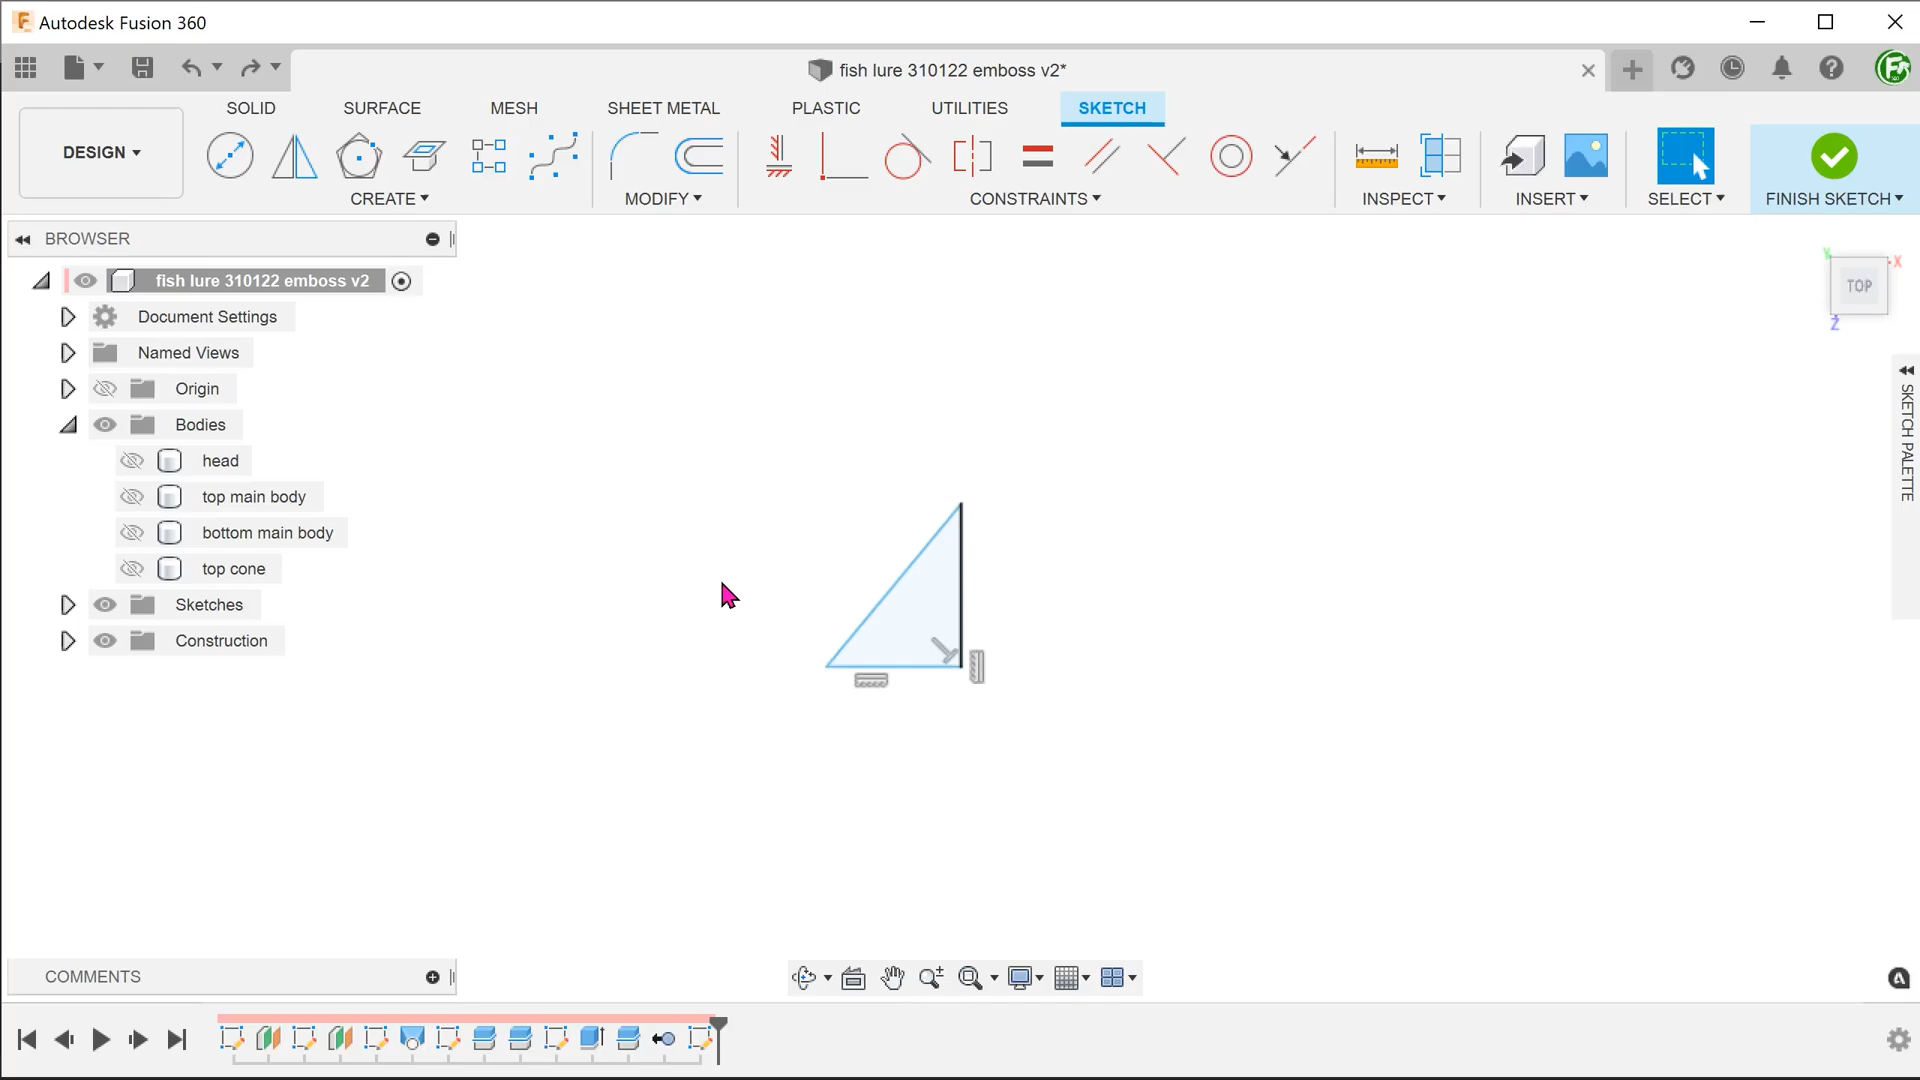 Autodesk Fusion 360
fish lure 310122 emboss v2*
SOLID SURFACE MESH SHEET METAL PLASTIC UTILITIES SKETCH
DESIGN
CREATE MODIFY CONSTRAINTS INSPECT INSERT SELECT FINISH SKETCH
BROWSER
fish lure 310122 emboss v2
Document Settings
Named Views
Origin
Bodies
head
top main body
bottom main body
top cone
Sketches
Construction
Y X
TOP
Z
SKETCH PALETTE
COMMENTS